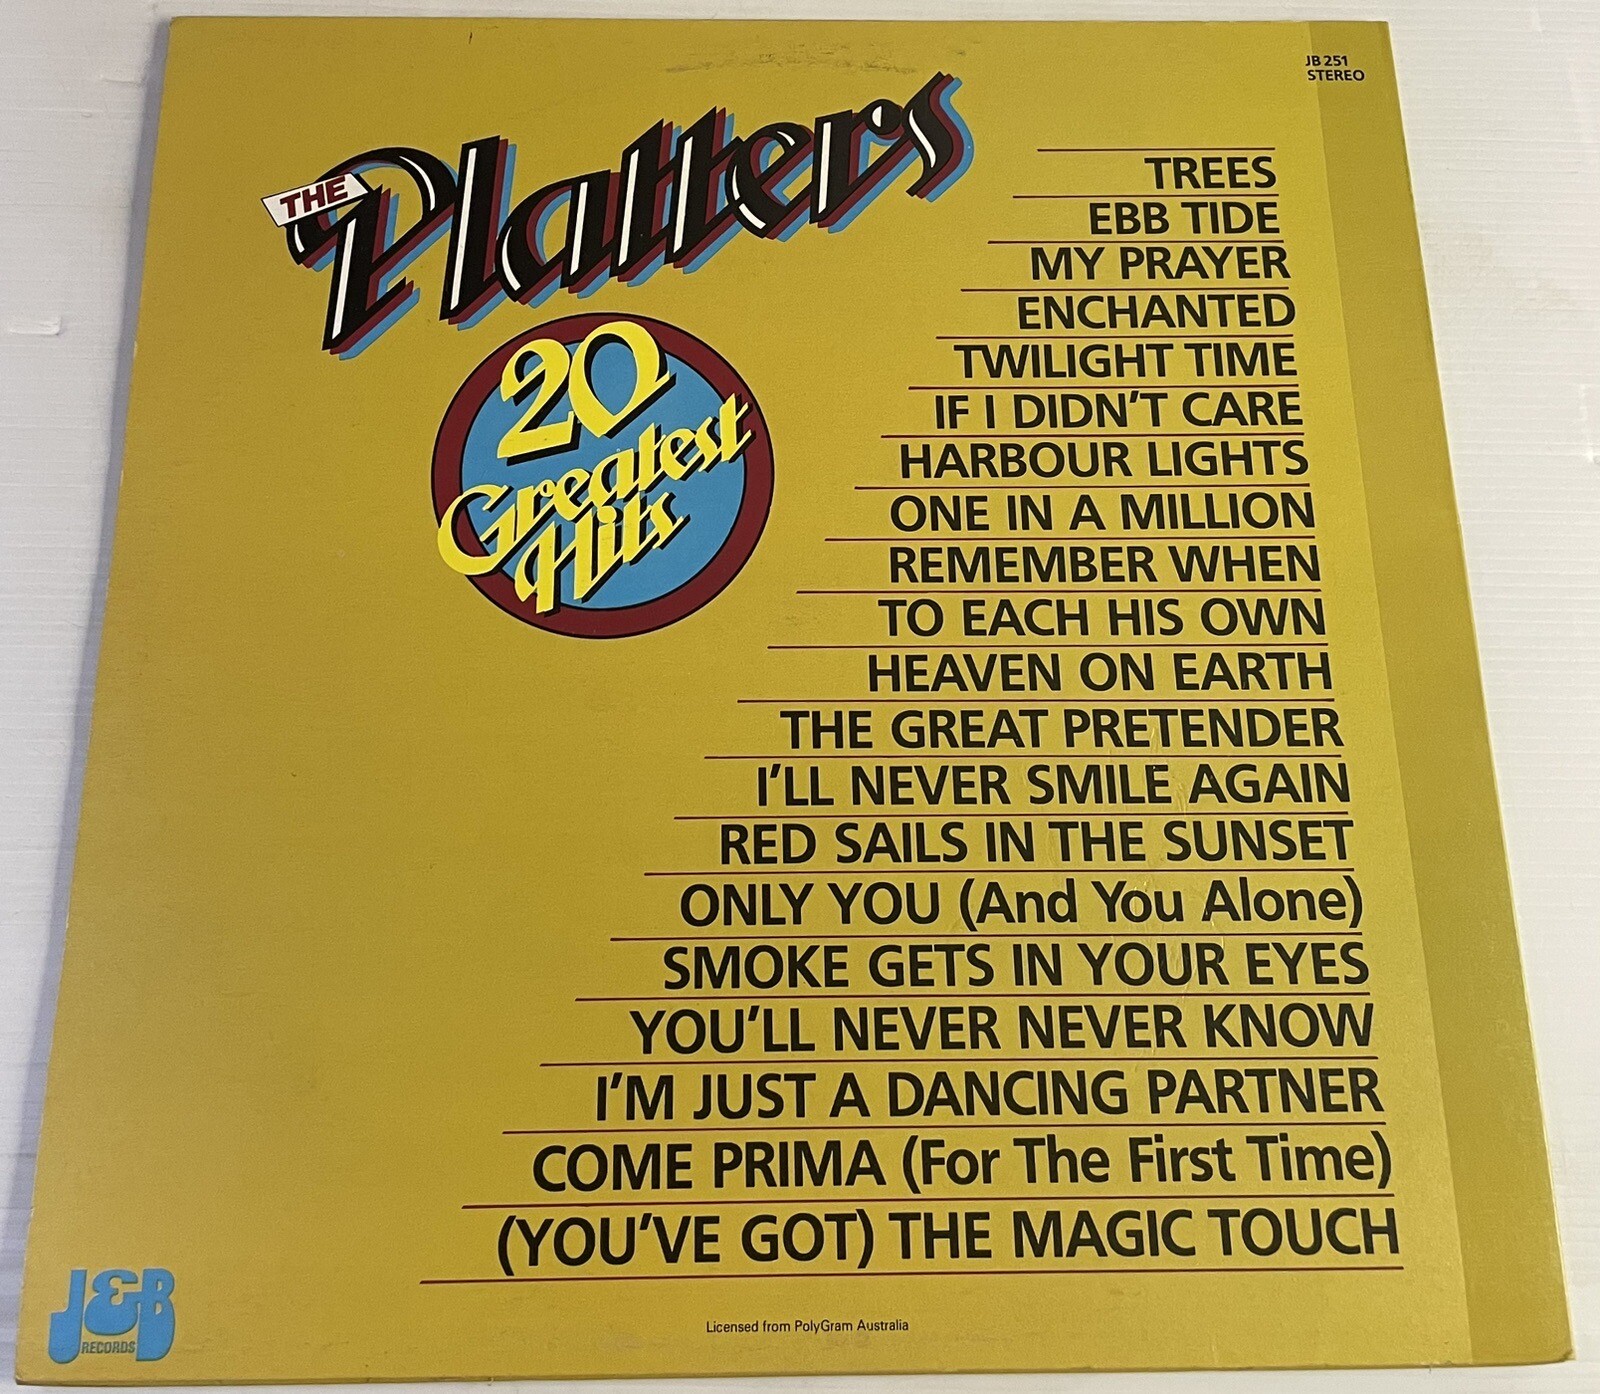 JB 251
STEREO
THE
Platters
20
Greatest
Hits
TREES
EBB TIDE
MY PRAYER
ENCHANTED
TWILIGHT TIME
IF I DIDN'T CARE
HARBOUR LIGHTS
ONE IN A MILLION
REMEMBER WHEN
TO EACH HIS OWN
HEAVEN ON EARTH
THE GREAT PRETENDER
I'LL NEVER SMILE AGAIN
RED SAILS IN THE SUNSET
ONLY YOU (And You Alone)
SMOKE GETS IN YOUR EYES
YOU'LL NEVER NEVER KNOW
I'M JUST A DANCING PARTNER
COME PRIMA (For The First Time)
(YOU'VE GOT) THE MAGIC TOUCH
J&B
RECORDS
Licensed from PolyGram Australia